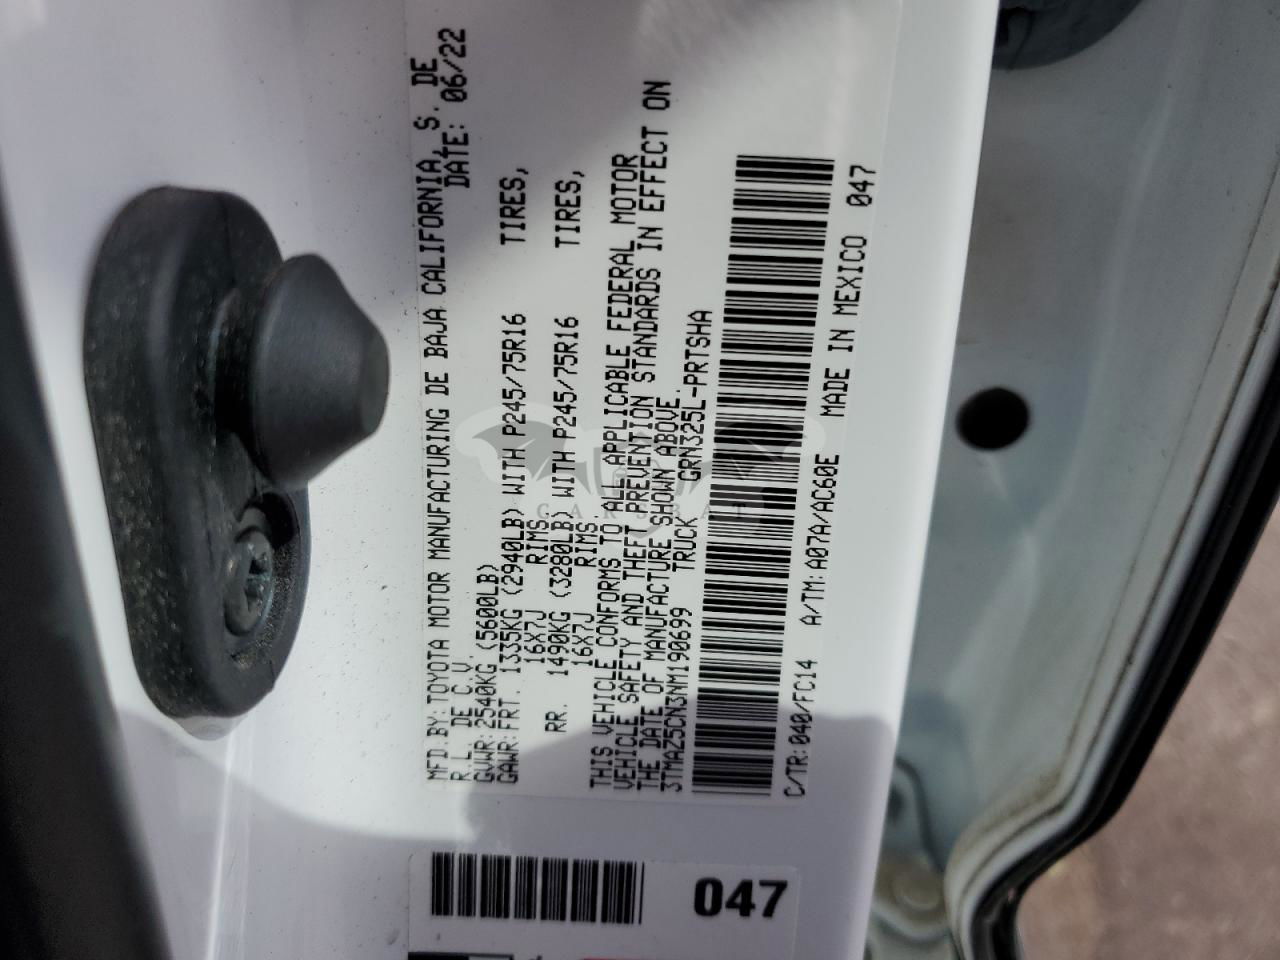 MFD BY: TOYOTA MOTOR MANUFACTURING DE BAJA CALIFORNIA, S. DE
R.L. DE C.V. DATE: 06/22
GVWR: 2540KG (5600LB)
GAWR: FRT. 1335KG (2940LB) WITH P245/75R16 TIRES,
16X7J RIMS
RR. 1490KG (3280LB) WITH P245/75R16 TIRES,
16X7J RIMS
THIS VEHICLE CONFORMS TO ALL APPLICABLE FEDERAL MOTOR
VEHICLE SAFETY AND THEFT PREVENTION STANDARDS IN EFFECT ON
THE DATE OF MANUFACTURE SHOWN ABOVE.
3TMAZ5CN3NM190699 TRUCK GRN325L-PRTSHA
C/TR: 040/FC14 A/TM: A07A/AC60E MADE IN MEXICO 047
047
CARSBAT